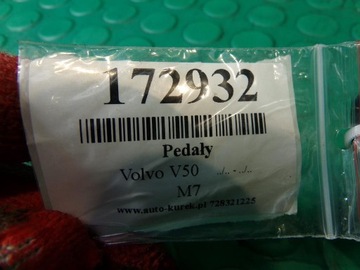 172932
Pedały
Volvo V50 ../.. - ../..
M7
www.auto-kurek.pl 728321225